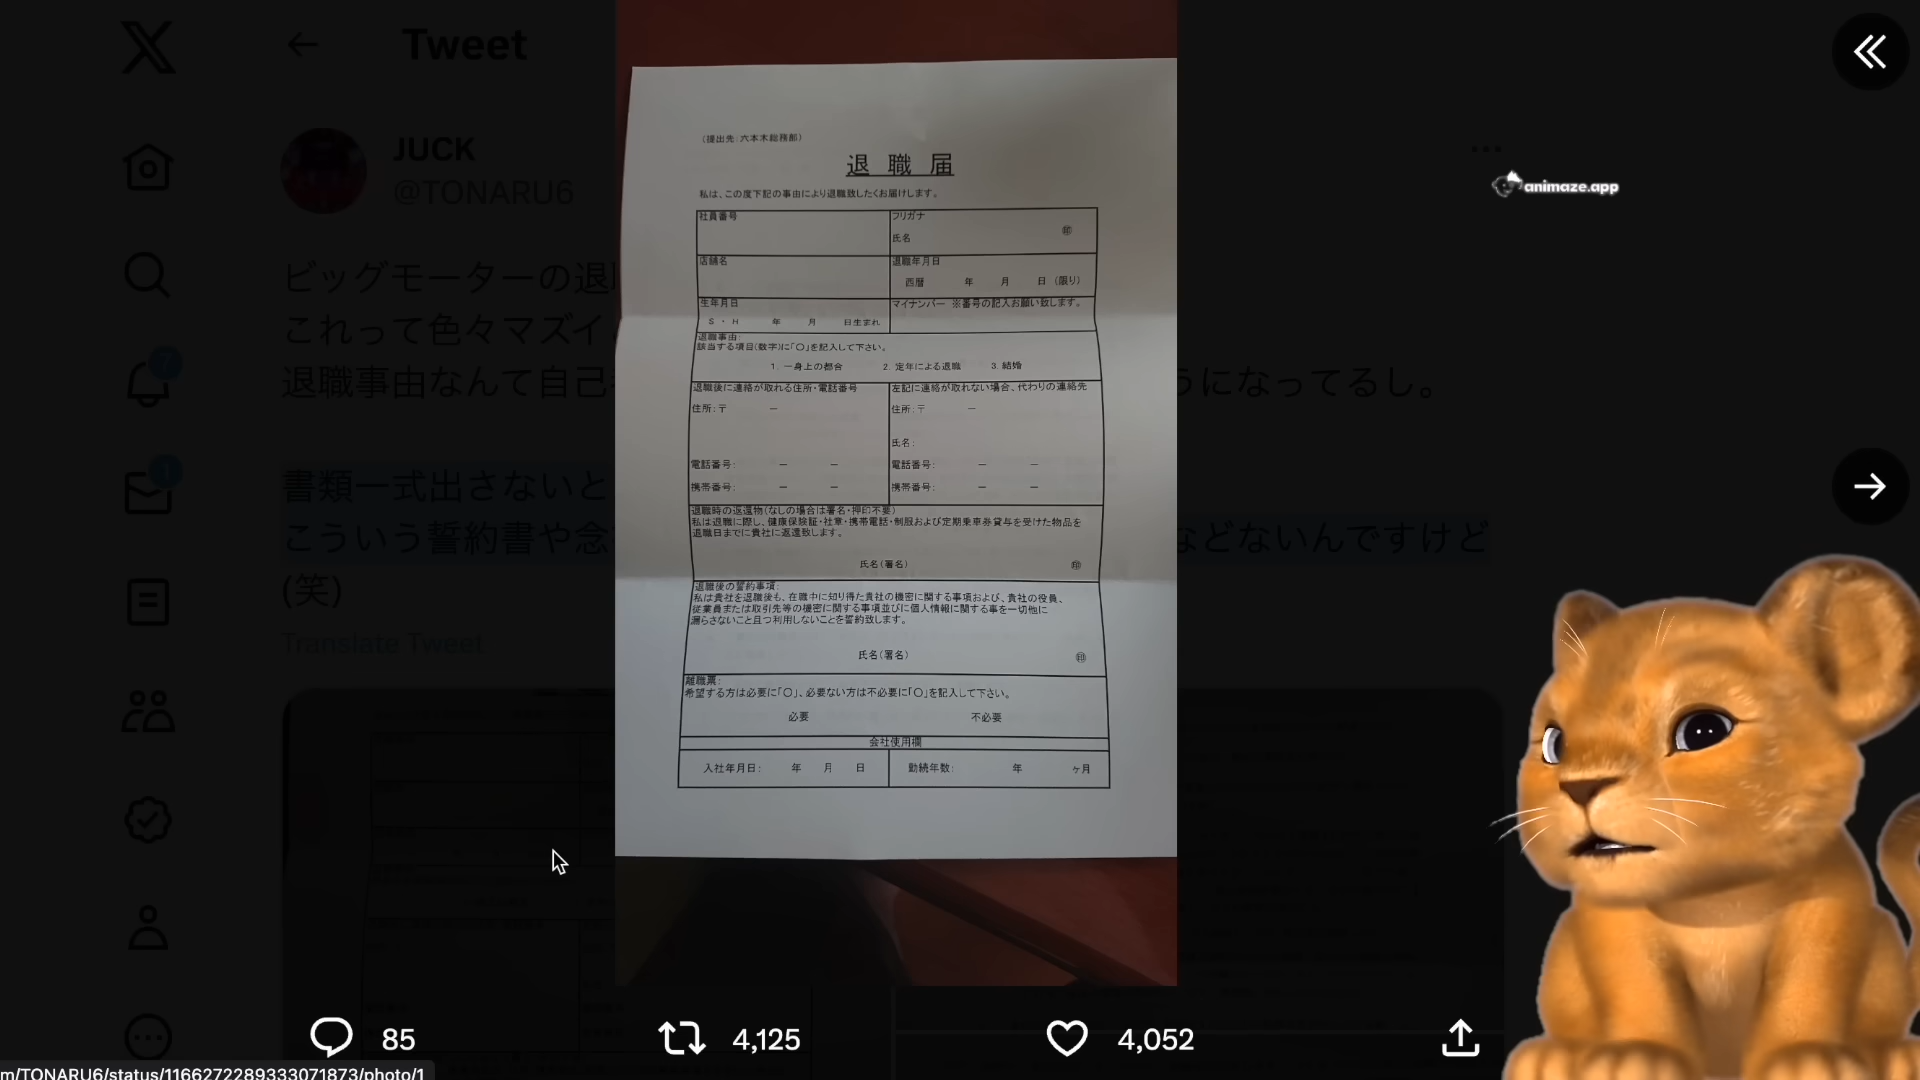 Tweet
JUCK
@TONARU6
ビッグモーターの退
これって色々マズイ
退職事由なんて自己
うになってるし。
書類一式出さないと
こういう誓約書や念
などないんですけど
(笑)
Translate Tweet
7
1
(提出先:六本木総務部)
退職届
私は、この度下記の事由により退職致したくお届けします。
社員番号
フリガナ
氏名
㊞
店舗名
退職年月日
西暦 年 月 日 (限り)
生年月日
S ・ H 年 月 日生まれ
マイナンバー ※番号の記入お願い致します。
退職事由:
該当する項目(数字)に「〇」を記入して下さい。
1. 一身上の都合 2. 定年による退職 3. 結婚
退職後に連絡が取れる住所・電話番号
住所:〒 －
電話番号: － －
携帯番号: － －
左記に連絡が取れない場合、代わりの連絡先
住所:〒 －
氏名:
電話番号: － －
携帯番号: － －
退職時の返還物(なしの場合は署名・押印不要)
私は退職に際し、健康保険証・社章・携帯電話・制服および定期乗車券貸与を受けた物品を
退職日までに貴社に返還致します。
氏名(署名) ㊞
退職後の誓約事項:
私は貴社を退職後も、在職中に知り得た貴社の機密に関する事項および、貴社の役員、
従業員または取引先等の機密に関する事項並びに個人情報に関する事を一切他に
漏らさないこと且つ利用しないことを誓約致します。
氏名(署名) ㊞
離職票:
希望する方は必要に「〇」、必要ない方は不必要に「〇」を記入して下さい。
必要 不必要
会社使用欄
入社年月日: 年 月 日 勤続年数: 年 ヶ月
animaze.app
85
4,125
4,052
m/TONARU6/status/1166272289333071873/photo/1